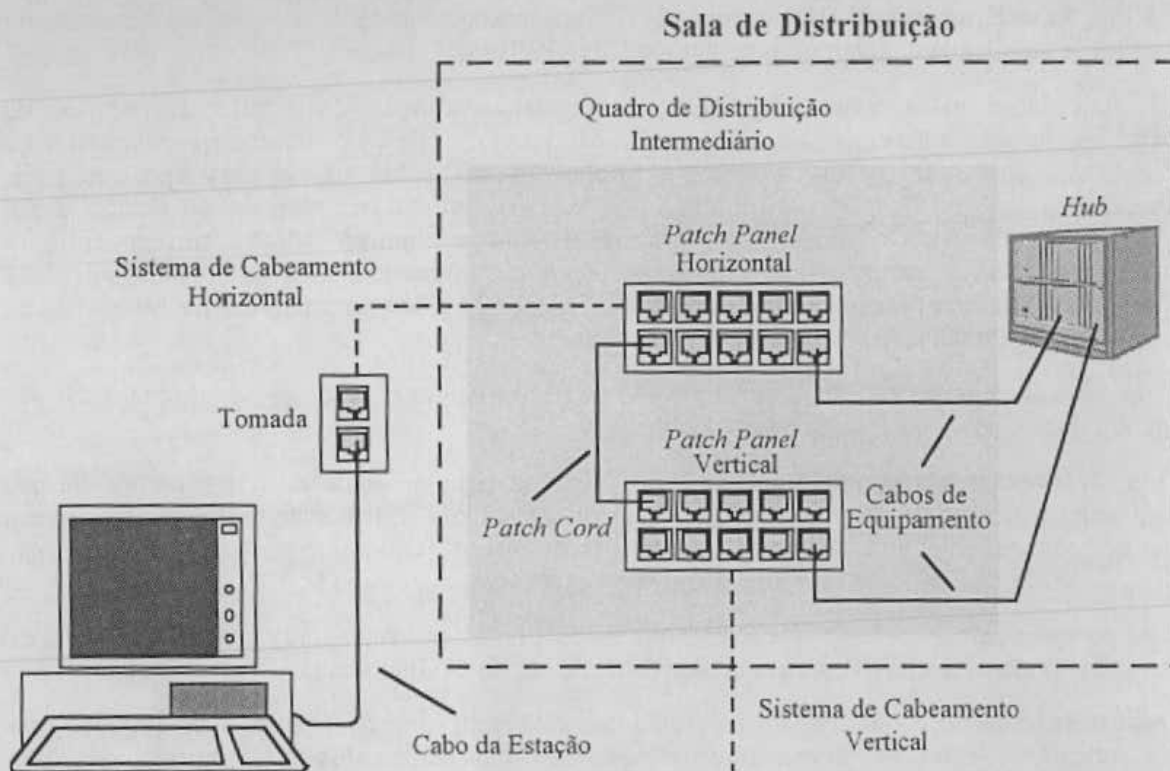 Sala de Distribuição
Quadro de Distribuição
Intermediário
Hub
Patch Panel
Horizontal
Sistema de Cabeamento
Horizontal
Tomada
Patch Panel
Vertical
Patch Cord
Cabos de
Equipamento
Sistema de Cabeamento
Vertical
Cabo da Estação